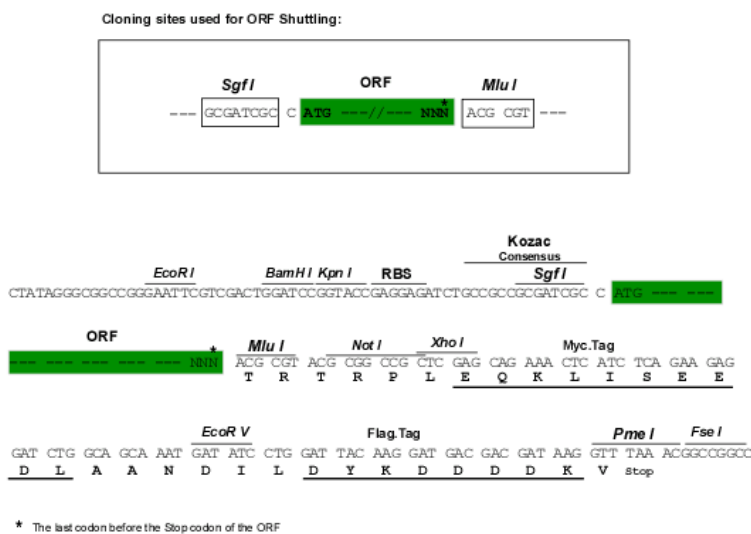 Cloning sites used for ORF Shuttling:
Sgf I ORF Mlu I
--- GCGATCGC C ATG ---//--- NNN* ACG CGT ---
Kozac
Consensus
EcoR I BamH I Kpn I RBS Sgf I
CTATAGGGCGGCCGGGAATTCGTCGACTGGATCCGGTACCGAGGAGATCTGCCGCCGCGATCGC C ATG --- ---
ORF
Mlu I Not I Xho I Myc.Tag
--- --- --- --- --- --- NNN* ACG CGT ACG CGG CCG CTC GAG CAG AAA CTC ATC TCA GAA GAG
T R T R P L E Q K L I S E E
EcoR V Flag.Tag Pme I Fse I
GAT CTG GCA GCA AAT GAT ATC CTG GAT TAC AAG GAT GAC GAC GAT AAG GTT TAA ACGGCCGGCC
D L A A N D I L D Y K D D D D K V Stop
* The last codon before the Stop codon of the ORF